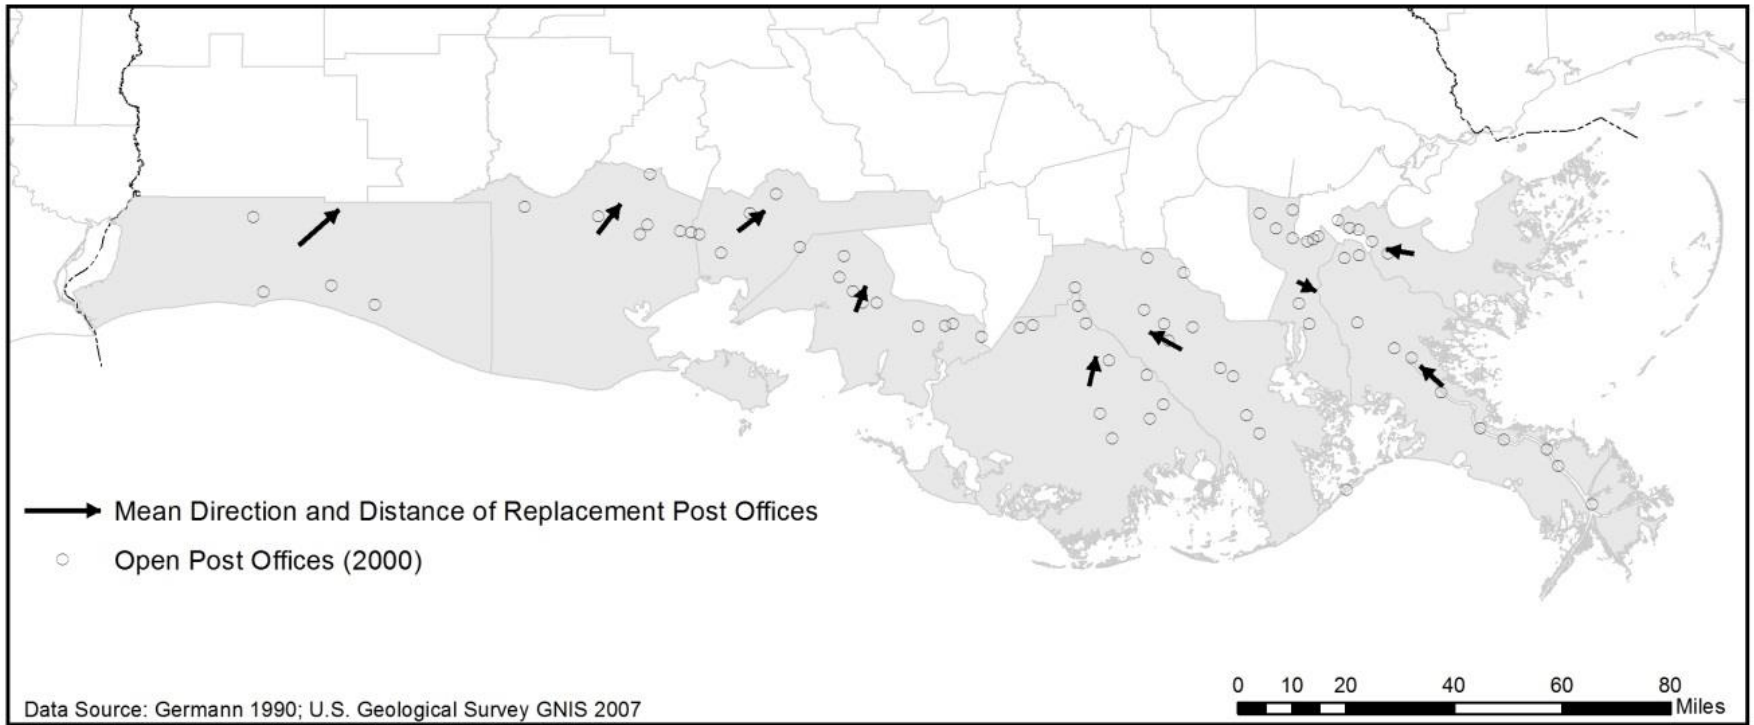 Mean Direction and Distance of Replacement Post Offices
Open Post Offices (2000)
0 10 20 40 60 80
Miles
Data Source: Germann 1990; U.S. Geological Survey GNIS 2007